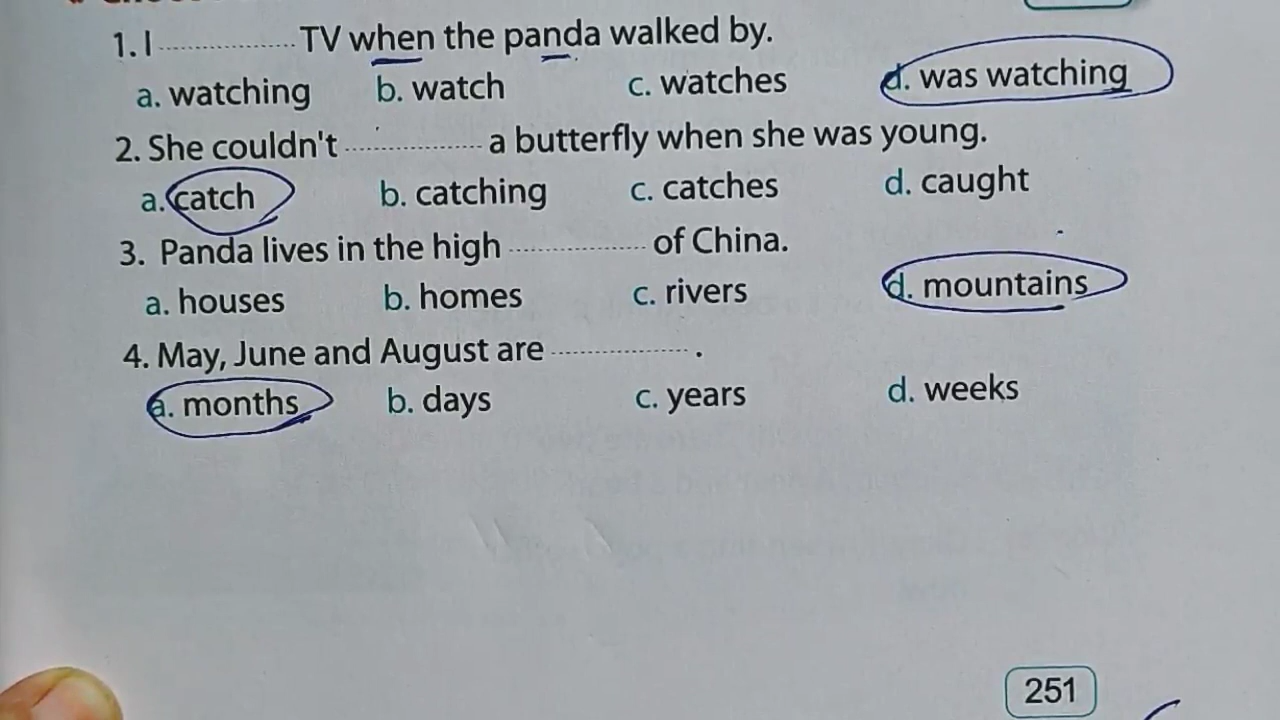 1. I .................. TV when the panda walked by.
a. watching b. watch c. watches d. was watching
2. She couldn't .................. a butterfly when she was young.
a. catch b. catching c. catches d. caught
3. Panda lives in the high .................. of China.
a. houses b. homes c. rivers d. mountains
4. May, June and August are .................. .
a. months b. days c. years d. weeks
251